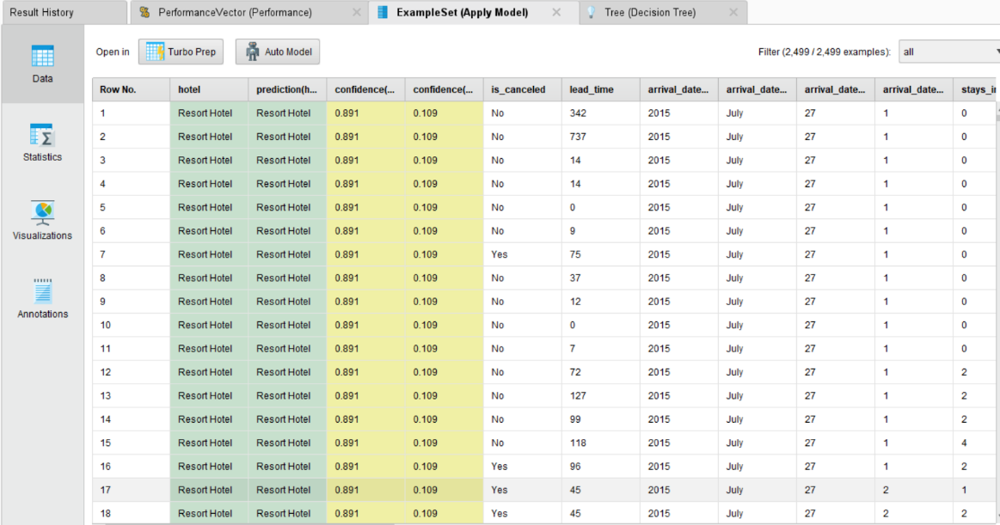 Result History PerformanceVector (Performance) ExampleSet (Apply Model) Tree (Decision Tree)
Open in Turbo Prep Auto Model Filter (2,499 / 2,499 examples): all
Data
Statistics
Visualizations
Annotations
Row No. hotel prediction(h... confidence(... confidence(... is_canceled lead_time arrival_date... arrival_date... arrival_date... arrival_date... stays_i
1 Resort Hotel Resort Hotel 0.891 0.109 No 342 2015 July 27 1 0
2 Resort Hotel Resort Hotel 0.891 0.109 No 737 2015 July 27 1 0
3 Resort Hotel Resort Hotel 0.891 0.109 No 14 2015 July 27 1 0
4 Resort Hotel Resort Hotel 0.891 0.109 No 14 2015 July 27 1 0
5 Resort Hotel Resort Hotel 0.891 0.109 No 0 2015 July 27 1 0
6 Resort Hotel Resort Hotel 0.891 0.109 No 9 2015 July 27 1 0
7 Resort Hotel Resort Hotel 0.891 0.109 Yes 75 2015 July 27 1 0
8 Resort Hotel Resort Hotel 0.891 0.109 No 37 2015 July 27 1 0
9 Resort Hotel Resort Hotel 0.891 0.109 No 12 2015 July 27 1 0
10 Resort Hotel Resort Hotel 0.891 0.109 No 0 2015 July 27 1 0
11 Resort Hotel Resort Hotel 0.891 0.109 No 7 2015 July 27 1 0
12 Resort Hotel Resort Hotel 0.891 0.109 No 72 2015 July 27 1 2
13 Resort Hotel Resort Hotel 0.891 0.109 No 127 2015 July 27 1 2
14 Resort Hotel Resort Hotel 0.891 0.109 No 99 2015 July 27 1 2
15 Resort Hotel Resort Hotel 0.891 0.109 No 118 2015 July 27 1 4
16 Resort Hotel Resort Hotel 0.891 0.109 Yes 96 2015 July 27 1 2
17 Resort Hotel Resort Hotel 0.891 0.109 Yes 45 2015 July 27 2 1
18 Resort Hotel Resort Hotel 0.891 0.109 Yes 45 2015 July 27 2 2